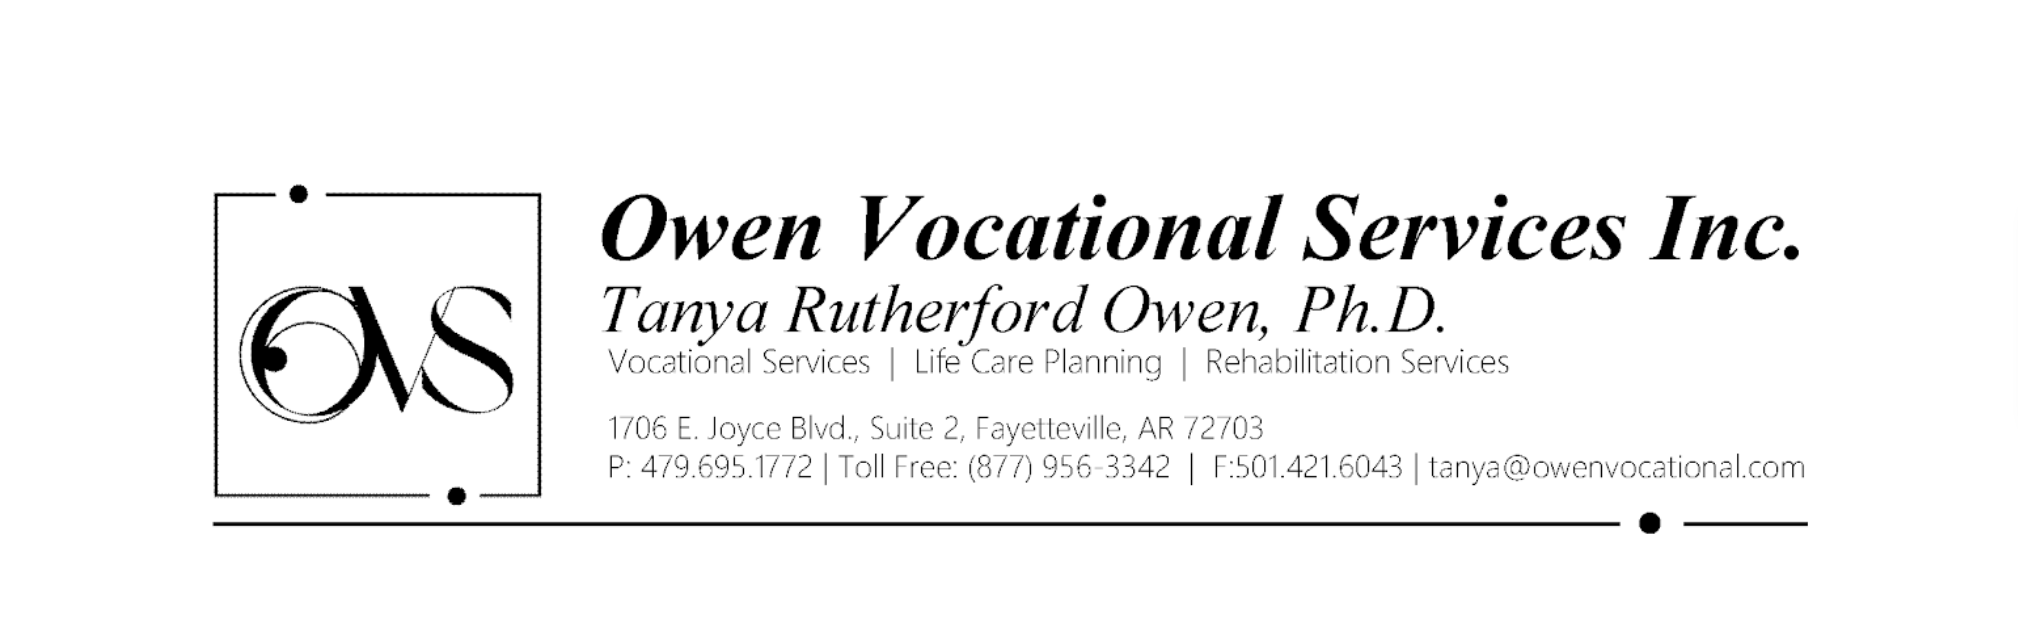 OVS
Owen Vocational Services Inc.
Tanya Rutherford Owen, Ph.D.
Vocational Services | Life Care Planning | Rehabilitation Services
1706 E. Joyce Blvd., Suite 2, Fayetteville, AR 72703
P: 479.695.1772 | Toll Free: (877) 956-3342 | F:501.421.6043 | tanya@owenvocational.com